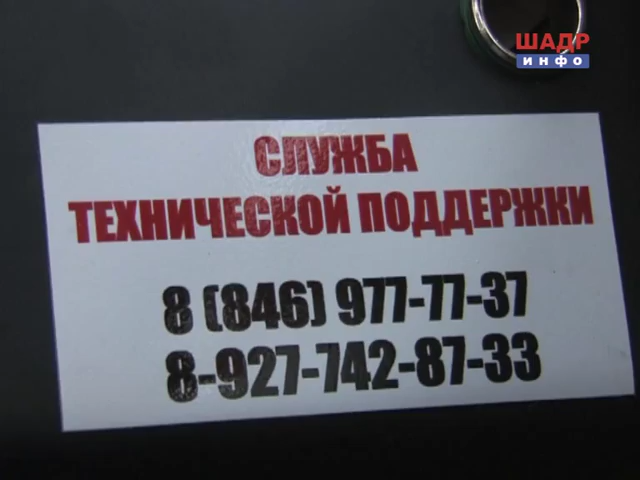 ШАДР
инфо
СЛУЖБА
ТЕХНИЧЕСКОЙ ПОДДЕРЖКИ
8 (846) 977-77-37
8-927-742-87-33